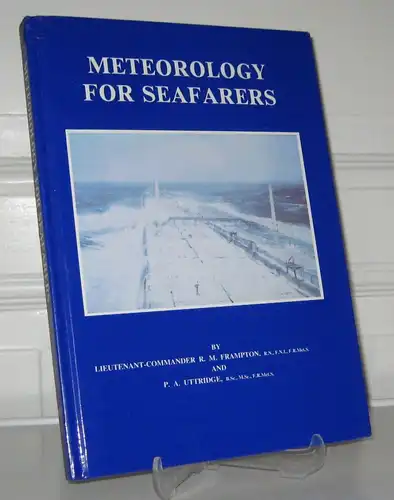 METEOROLOGY
FOR SEAFARERS
BY
LIEUTENANT-COMMANDER R. M. FRAMPTON, R.N., F.N.I., F.R.Met.S.
AND
P. A. UTTRIDGE, B.Sc., M.Sc., F.R.Met.S.